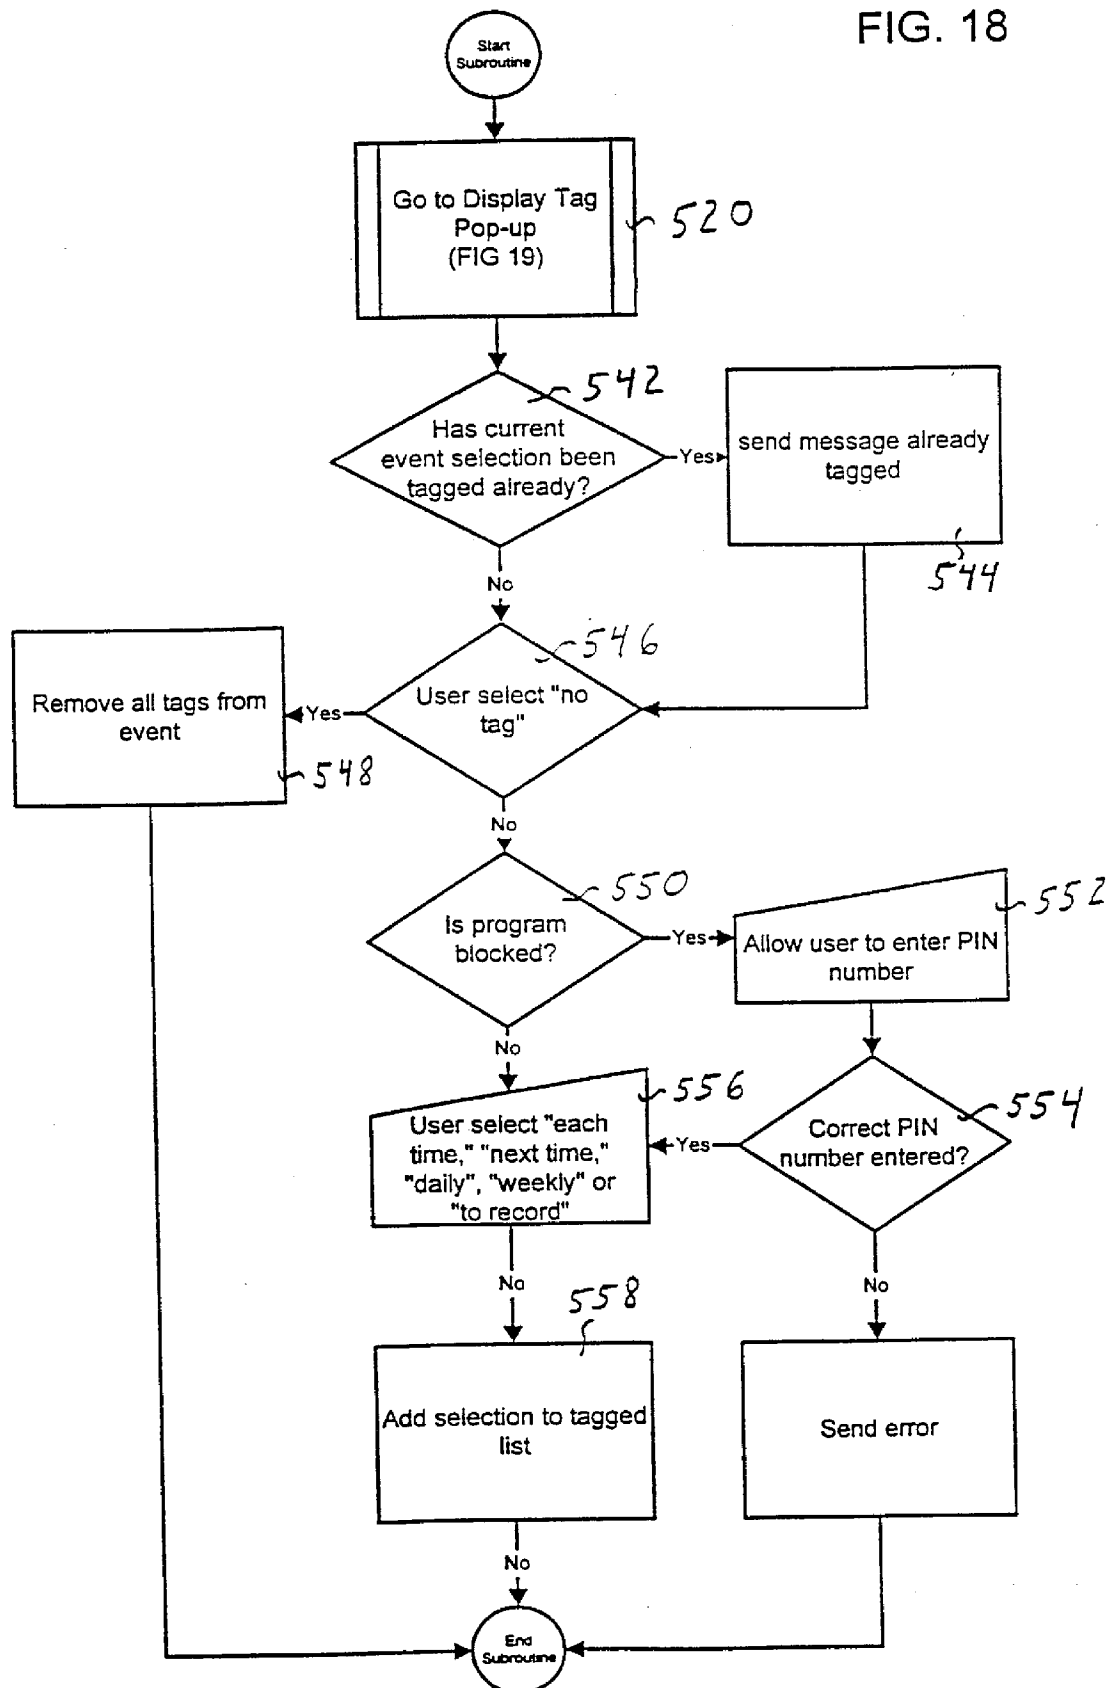 FIG. 18
Start
Subroutine
Go to Display Tag
Pop-up
(FIG 19)
520
542
Has current
event selection been
tagged already?
Yes
send message already
tagged
544
No
546
User select "no
tag"
Yes
Remove all tags from
event
548
No
550
Is program
blocked?
Yes
552
Allow user to enter PIN
number
No
556
User select "each
time," "next time,"
"daily", "weekly" or
"to record"
Yes
554
Correct PIN
number entered?
No
No
558
Add selection to tagged
list
Send error
No
End
Subroutine